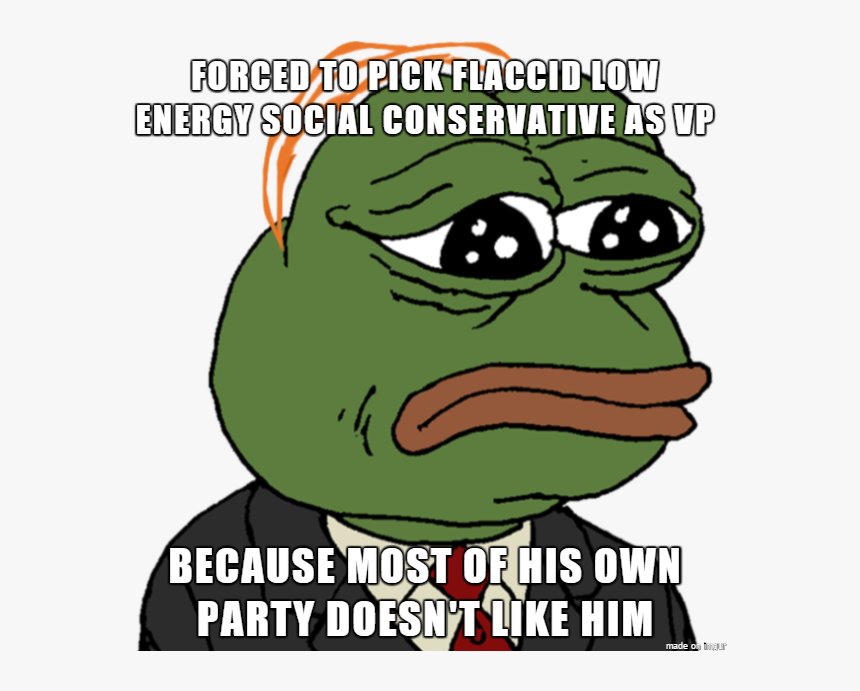 FORCED TO PICK FLACCID LOW
ENERGY SOCIAL CONSERVATIVE AS VP
BECAUSE MOST OF HIS OWN
PARTY DOESN'T LIKE HIM
made on imgur